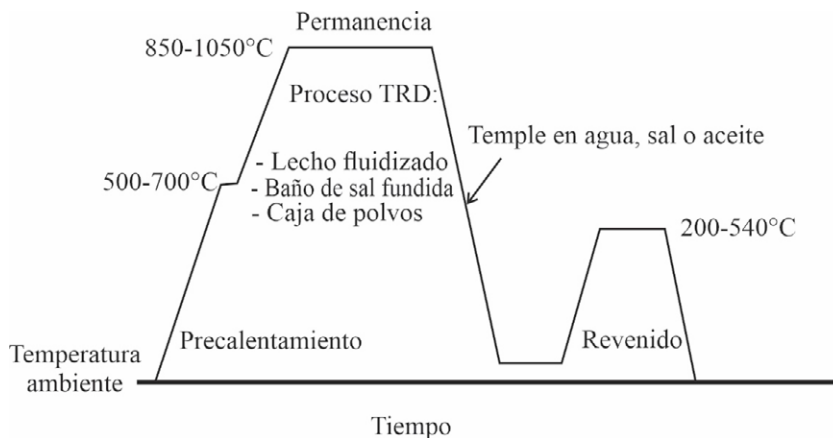 Permanencia
850-1050°C
Proceso TRD:
Temple en agua, sal o aceite
- Lecho fluidizado
500-700°C
- Baño de sal fundida
- Caja de polvos
200-540°C
Precalentamiento
Revenido
Temperatura
ambiente
Tiempo